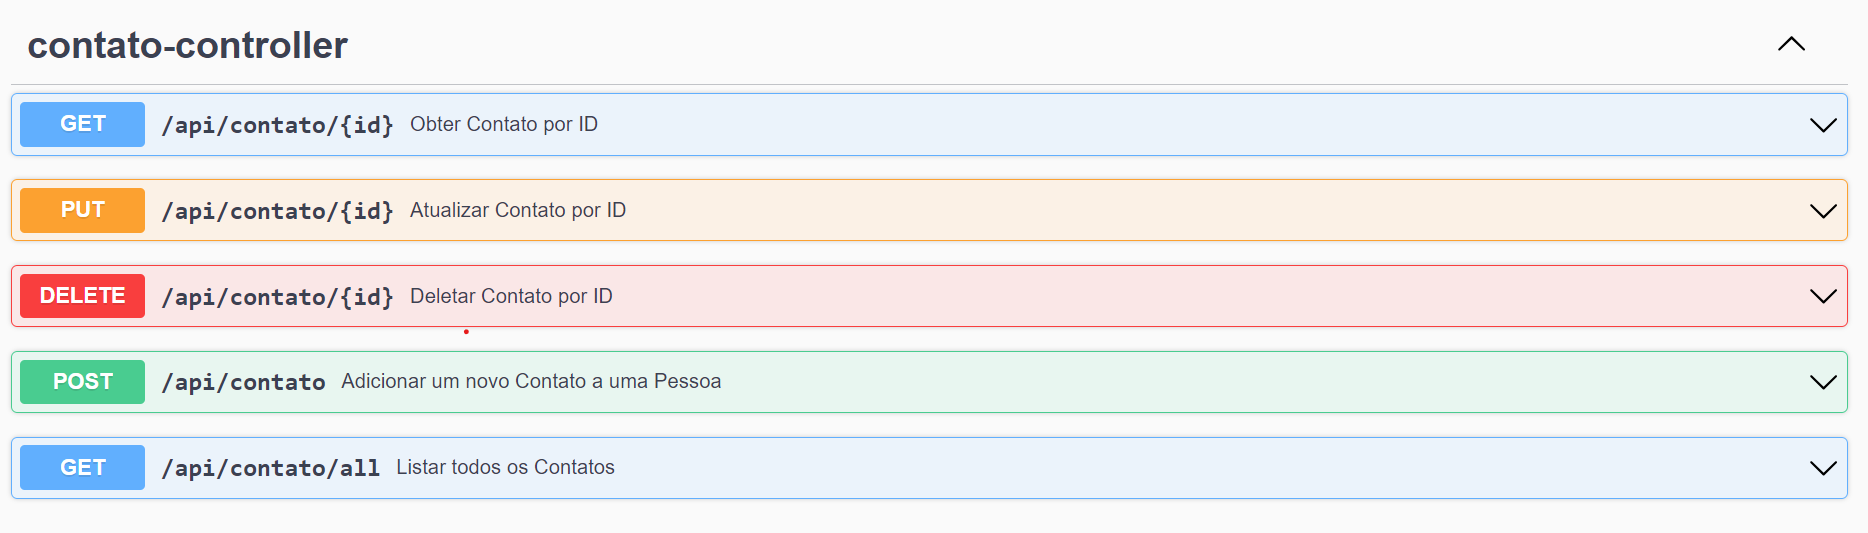 contato-controller
GET /api/contato/{id} Obter Contato por ID
PUT /api/contato/{id} Atualizar Contato por ID
DELETE /api/contato/{id} Deletar Contato por ID
POST /api/contato Adicionar um novo Contato a uma Pessoa
GET /api/contato/all Listar todos os Contatos